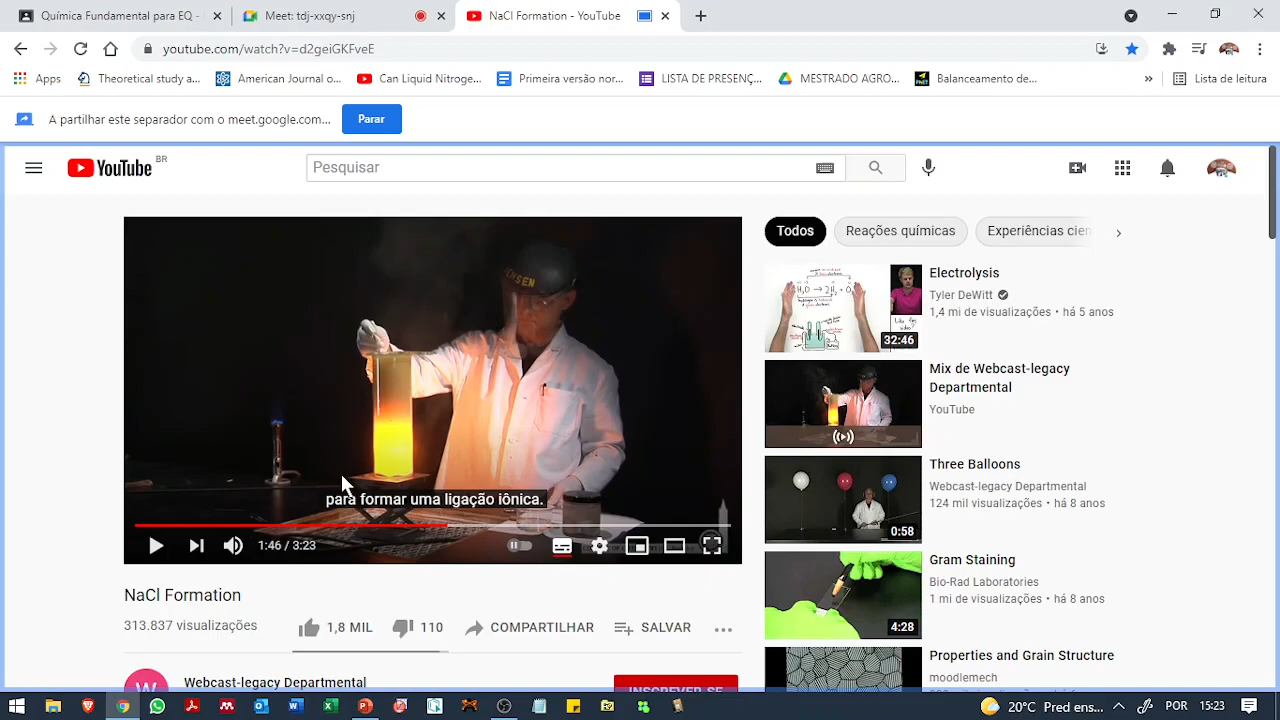 Química Fundamental para EQ -
Meet: tdj-xxqy-snj
NaCl Formation - YouTube
youtube.com/watch?v=d2geiGKFveE
Apps
Theoretical study a...
American Journal o...
Can Liquid Nitroge...
Primeira versão nor...
LISTA DE PRESENÇ...
MESTRADO AGRO...
Balanceamento de...
»
Lista de leitura
A partilhar este separador com o meet.google.com...
Parar
YouTube BR
Pesquisar
Todos
Reações químicas
Experiências cien
para formar uma ligação iônica.
1:46 / 3:23
NaCl Formation
313.837 visualizações
1,8 MIL
110
COMPARTILHAR
SALVAR
Webcast-legacy Departmental
INSCREVER-SE
Electrolysis
Tyler DeWitt
1,4 mi de visualizações • há 5 anos
32:46
Mix de Webcast-legacy
Departmental
YouTube
Three Balloons
Webcast-legacy Departmental
124 mil visualizações • há 8 anos
0:58
Gram Staining
Bio-Rad Laboratories
1 mi de visualizações • há 8 anos
4:28
Properties and Grain Structure
moodlemech
20°C Pred ens...
POR
15:23